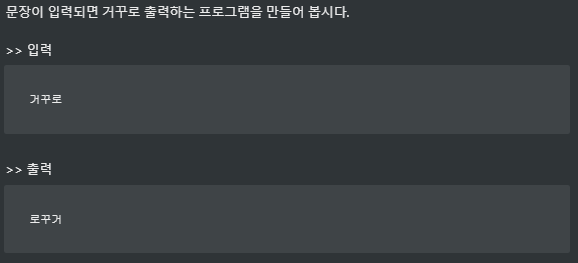 문장이 입력되면 거꾸로 출력하는 프로그램을 만들어 봅시다.
>> 입력
거꾸로
>> 출력
로꾸거